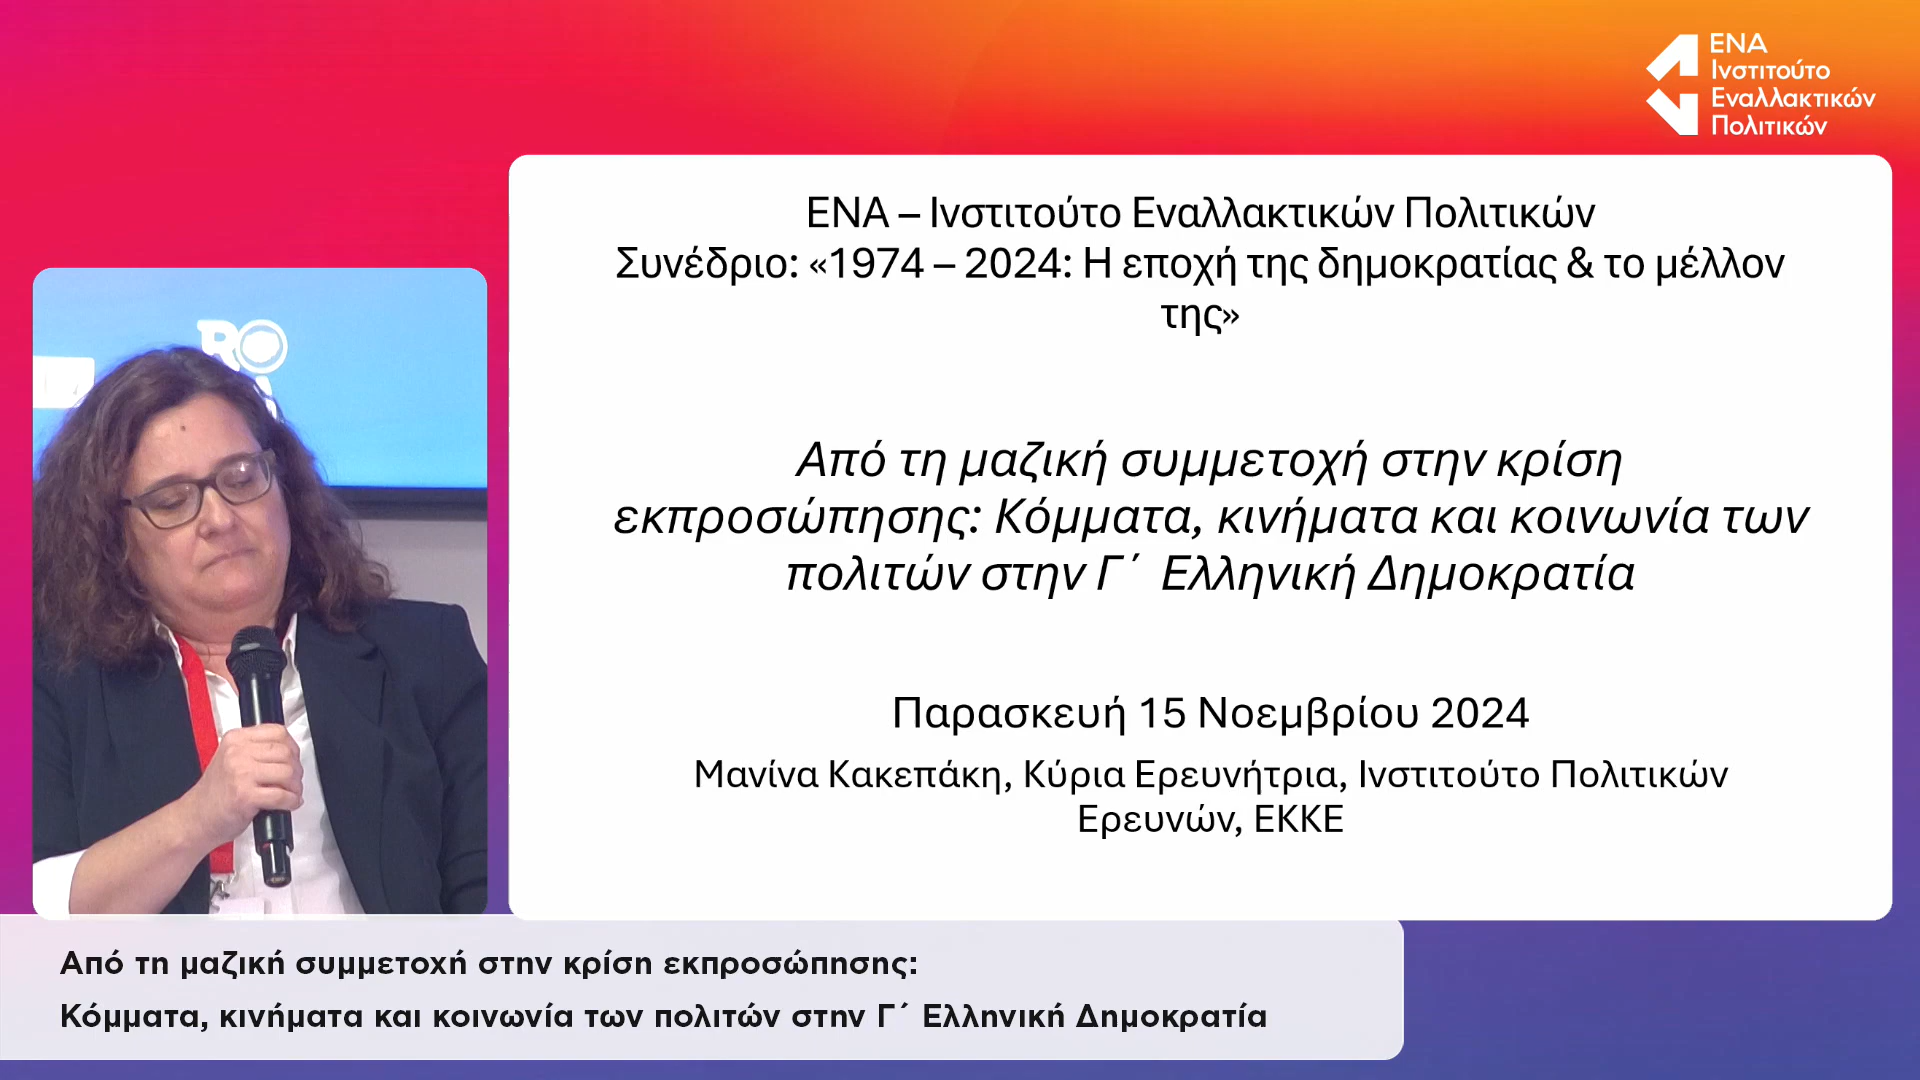 ΕΝΑ
Ινστιτούτο
Εναλλακτικών
Πολιτικών
ΕΝΑ – Ινστιτούτο Εναλλακτικών Πολιτικών
Συνέδριο: «1974 – 2024: Η εποχή της δημοκρατίας & το μέλλον
της»
Από τη μαζική συμμετοχή στην κρίση
εκπροσώπησης: Κόμματα, κινήματα και κοινωνία των
πολιτών στην Γ΄ Ελληνική Δημοκρατία
Παρασκευή 15 Νοεμβρίου 2024
Μανίνα Κακεπάκη, Κύρια Ερευνήτρια, Ινστιτούτο Πολιτικών
Ερευνών, ΕΚΚΕ
Από τη μαζική συμμετοχή στην κρίση εκπροσώπησης:
Κόμματα, κινήματα και κοινωνία των πολιτών στην Γ΄ Ελληνική Δημοκρατία